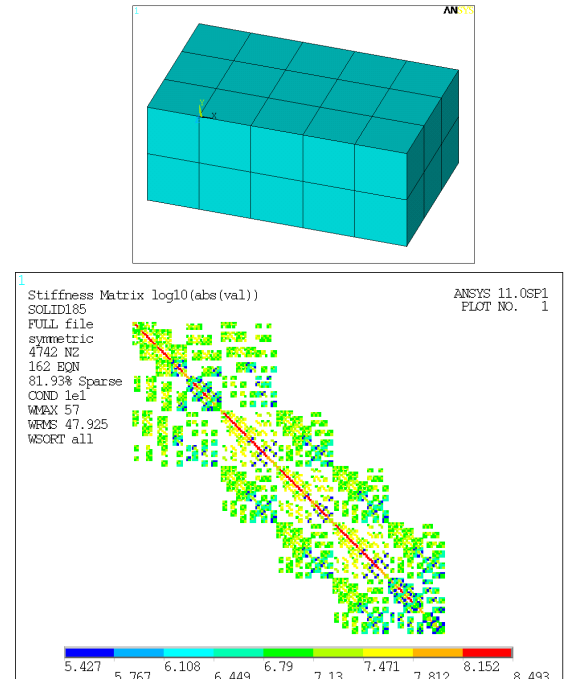 1
AN
Y
X
1
Stiffness Matrix log10(abs(val))
SOLID185
FULL file
symmetric
4742 NZ
162 EQN
81.93% Sparse
COND 1e1
WMAX 57
WRMS 47.925
WSORT all
ANSYS 11.0SP1
PLOT NO. 1
5.427 6.108 6.79 7.471 8.152
5.767 6.449 7.13 7.812 8.493